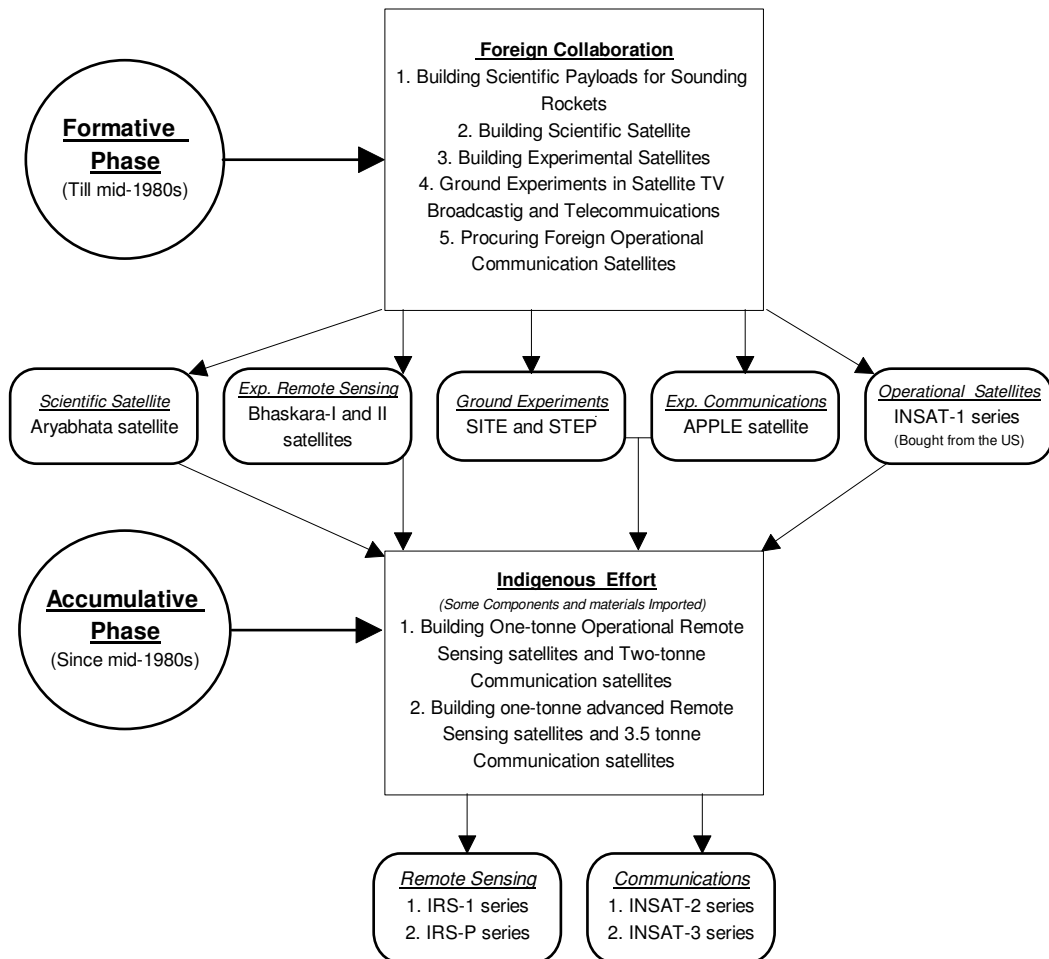 Foreign Collaboration
1. Building Scientific Payloads for Sounding
Rockets
2. Building Scientific Satellite
3. Building Experimental Satellites
4. Ground Experiments in Satellite TV
Broadcastig and Telecommuications
5. Procuring Foreign Operational
Communication Satellites
Formative
Phase
(Till mid-1980s)
Scientific Satellite
Aryabhata satellite
Exp. Remote Sensing
Bhaskara-I and II
satellites
Ground Experiments
SITE and STEP
Exp. Communications
APPLE satellite
Operational Satellites
INSAT-1 series
(Bought from the US)
Accumulative
Phase
(Since mid-1980s)
Indigenous Effort
(Some Components and materials Imported)
1. Building One-tonne Operational Remote
Sensing satellites and Two-tonne
Communication satellites
2. Building one-tonne advanced Remote
Sensing satellites and 3.5 tonne
Communication satellites
Remote Sensing
1. IRS-1 series
2. IRS-P series
Communications
1. INSAT-2 series
2. INSAT-3 series